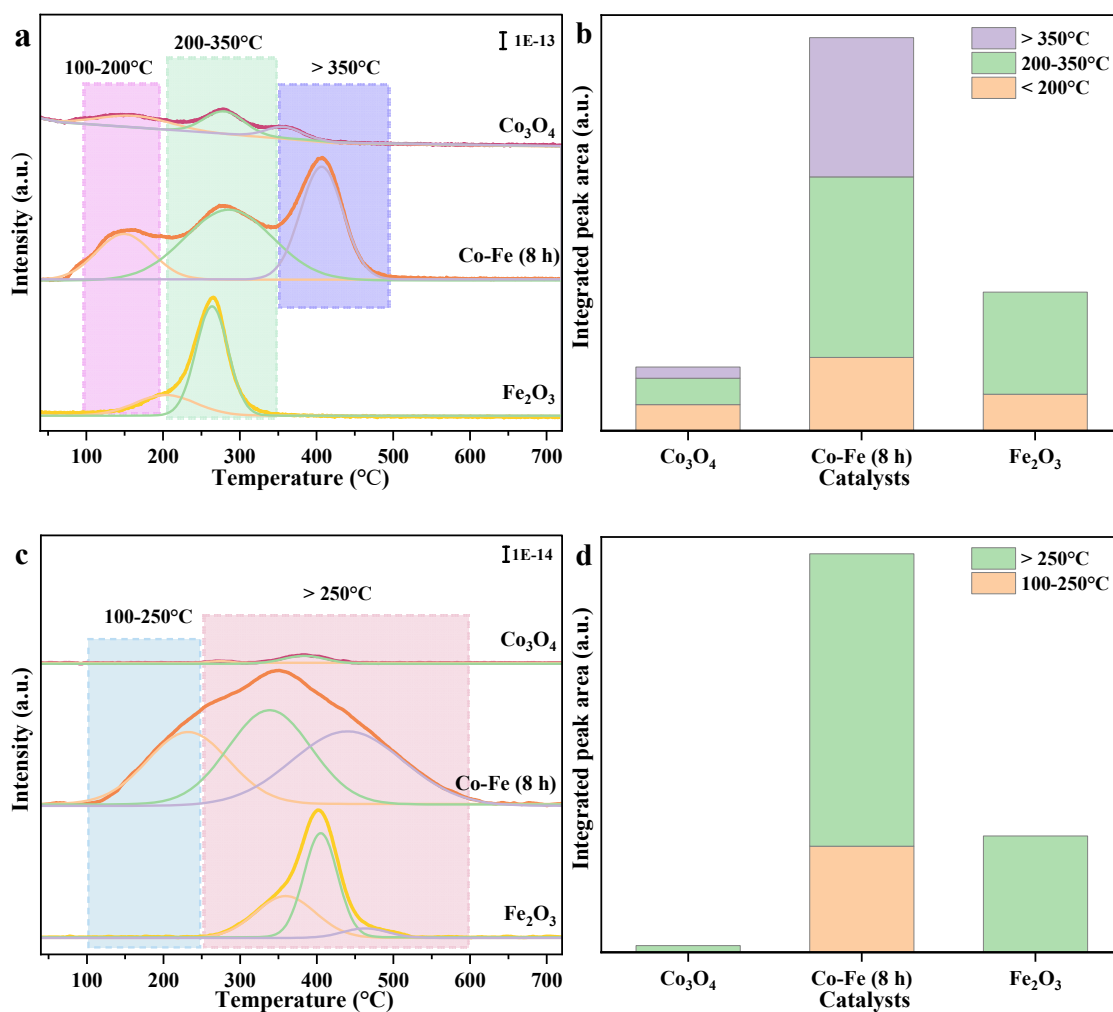 a
1E-13
200-350°C
100-200°C
> 350°C
Co₃O₄
Co-Fe (8 h)
Fe₂O₃
Intensity (a.u.)
100 200 300 400 500 600 700
Temperature (°C)
b
> 350°C
200-350°C
< 200°C
Integrated peak area (a.u.)
Co₃O₄ Co-Fe (8 h) Fe₂O₃
Catalysts
c
1E-14
> 250°C
100-250°C
Co₃O₄
Co-Fe (8 h)
Fe₂O₃
Intensity (a.u.)
100 200 300 400 500 600 700
Temperature (°C)
d
> 250°C
100-250°C
Integrated peak area (a.u.)
Co₃O₄ Co-Fe (8 h) Fe₂O₃
Catalysts